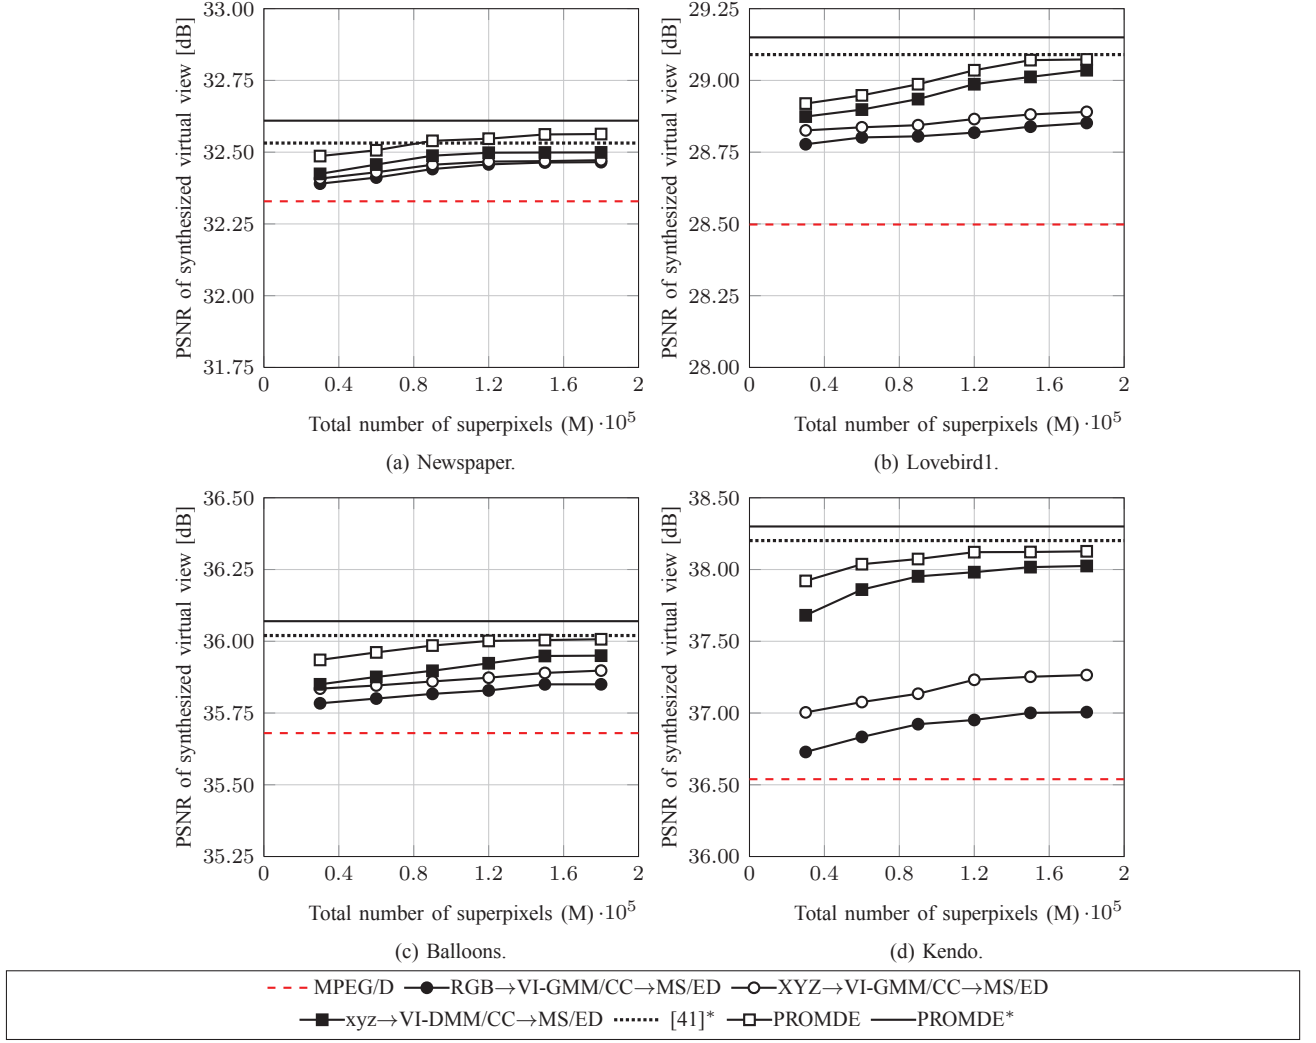 33.00
32.75
32.50
32.25
32.00
31.75
PSNR of synthesized virtual view [dB]
0 0.4 0.8 1.2 1.6 2
Total number of superpixels (M) ·10⁵
(a) Newspaper.
29.25
29.00
28.75
28.50
28.25
28.00
PSNR of synthesized virtual view [dB]
0 0.4 0.8 1.2 1.6 2
Total number of superpixels (M) ·10⁵
(b) Lovebird1.
36.50
36.25
36.00
35.75
35.50
35.25
PSNR of synthesized virtual view [dB]
0 0.4 0.8 1.2 1.6 2
Total number of superpixels (M) ·10⁵
(c) Balloons.
38.50
38.00
37.50
37.00
36.50
36.00
PSNR of synthesized virtual view [dB]
0 0.4 0.8 1.2 1.6 2
Total number of superpixels (M) ·10⁵
(d) Kendo.
MPEG/D RGB→VI-GMM/CC→MS/ED XYZ→VI-GMM/CC→MS/ED
xyz→VI-DMM/CC→MS/ED [41]* PROMDE PROMDE*